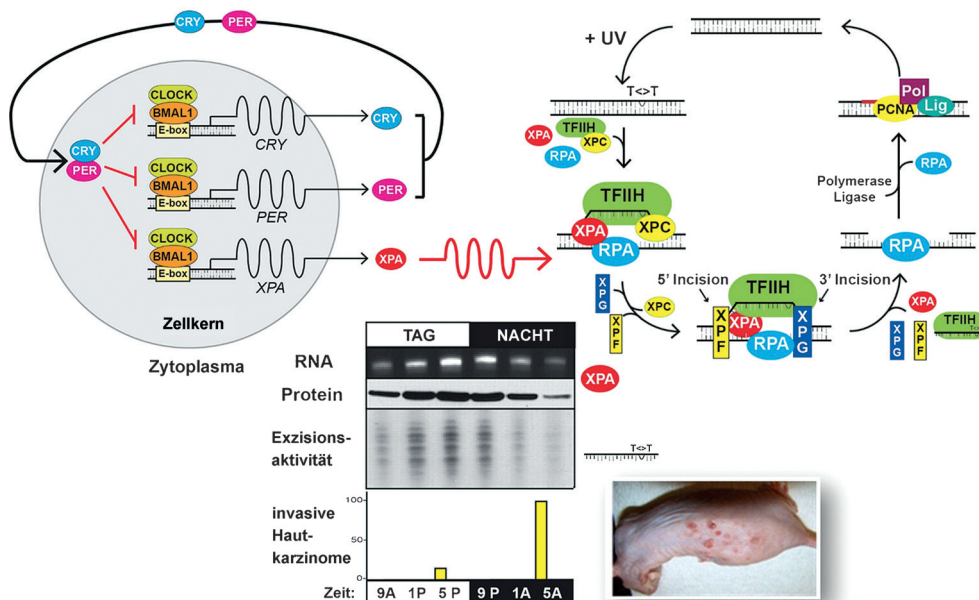 CRY PER
CLOCK
BMAL1
E-box
CRY
CRY
CRY
PER
CLOCK
BMAL1
E-box
PER
PER
CLOCK
BMAL1
E-box
XPA
XPA
Zellkern
Zytoplasma
+ UV
T<>T
XPA
TFIIH
XPC
RPA
TFIIH
XPA
XPC
RPA
XPG
XPF
XPC
5' Incision
3' Incision
TFIIH
XPF
XPA
RPA
XPG
XPA
XPG
XPF
TFIIH
T<>T
RPA
Polymerase
Ligase
RPA
Pol
PCNA
Lig
TAG NACHT
RNA
Protein
XPA
Exzisions-
aktivität
T<>T
invasive
Haut-
karzinome
100
50
0
Zeit: 9A 1P 5P 9P 1A 5A